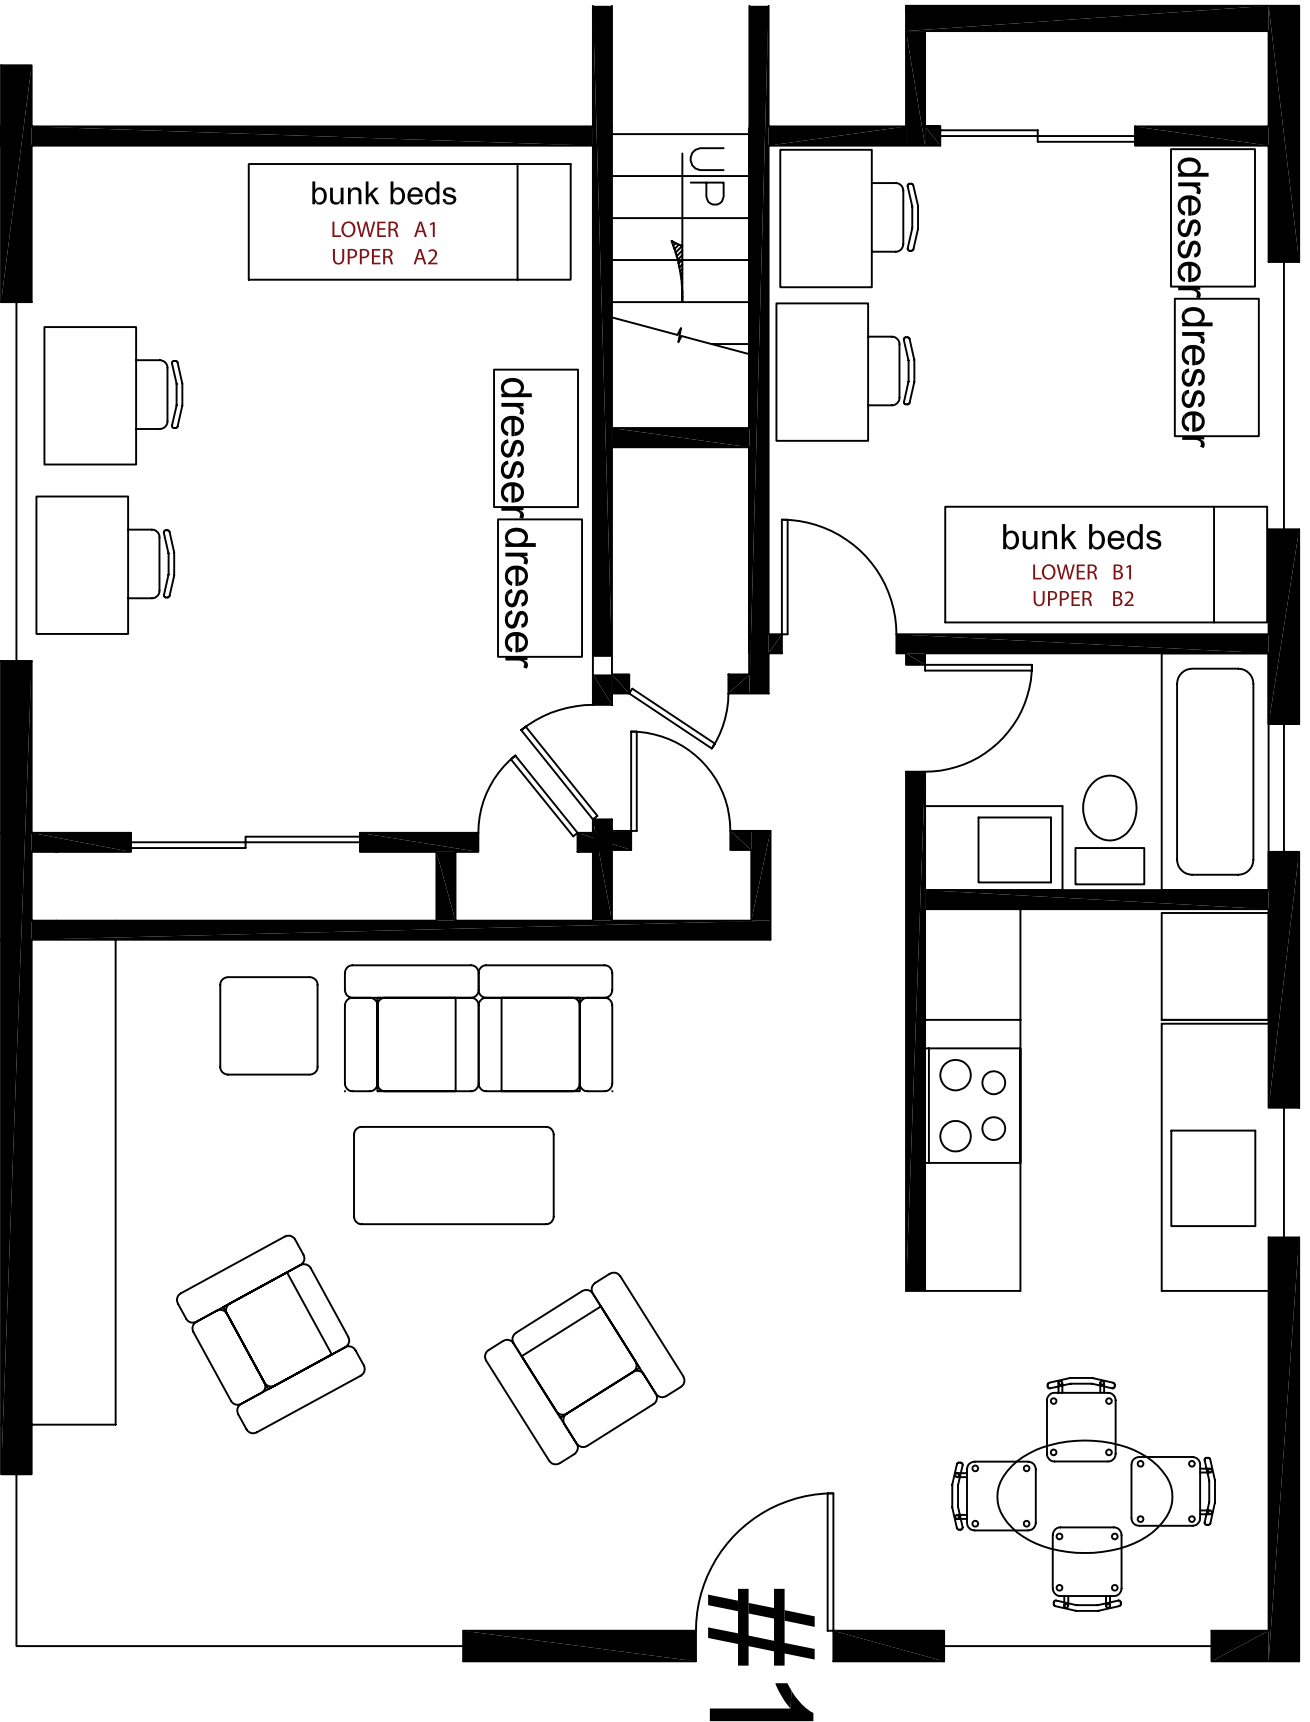 UP
bunk beds
LOWER A1
UPPER A2
dresser
dresser
dresser
dresser
bunk beds
LOWER B1
UPPER B2
#1